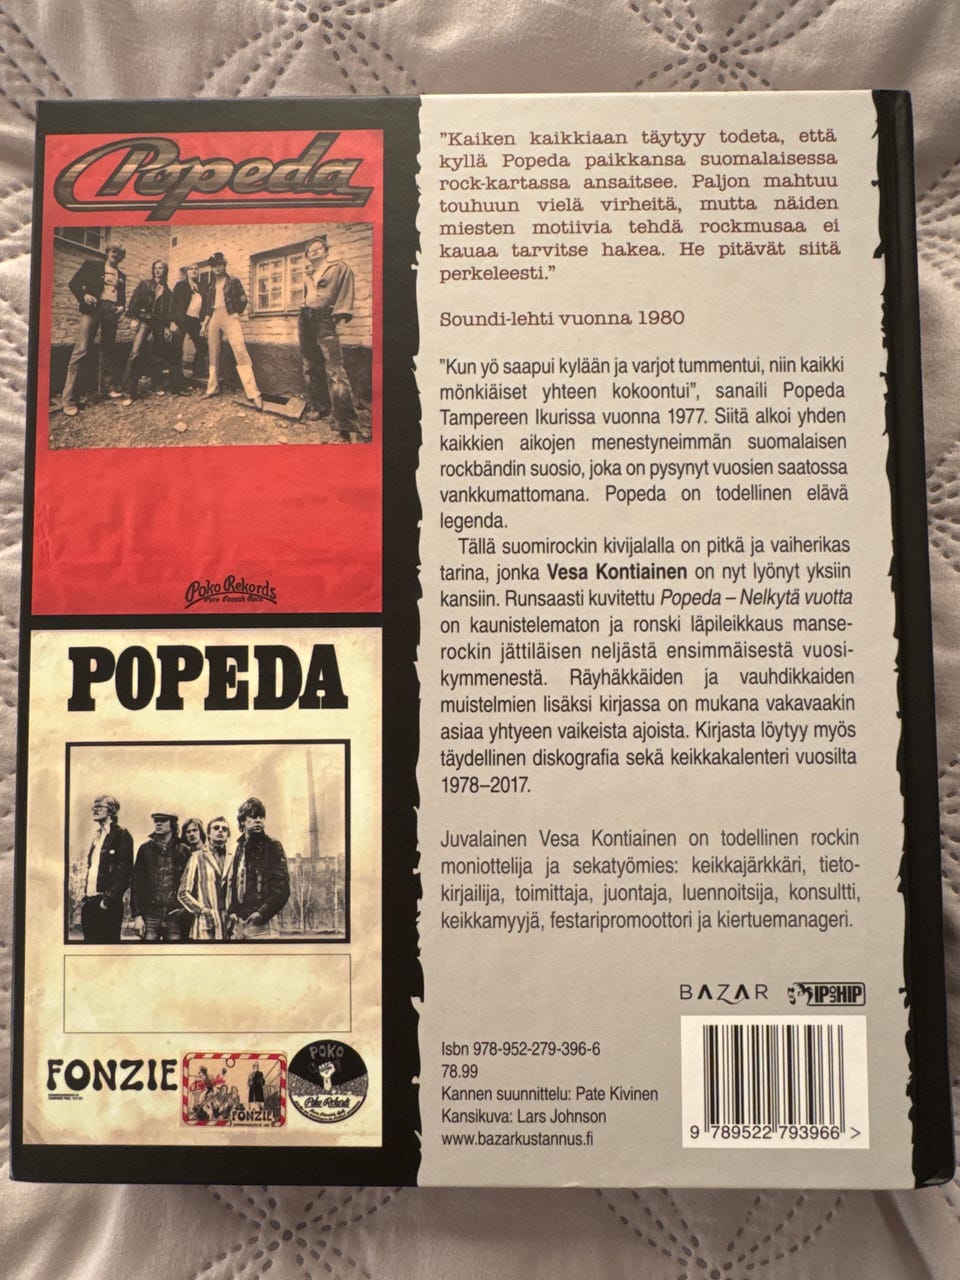 Popeda
Poko Rekords
Pure Finnish Rock
POPEDA
FONZIE
POKO
Poko Rekords
FONZIE
"Kaiken kaikkiaan täytyy todeta, että
kyllä Popeda paikkansa suomalaisessa
rock-kartassa ansaitsee. Paljon mahtuu
touhuun vielä virheitä, mutta näiden
miesten motiivia tehdä rockmusaa ei
kauaa tarvitse hakea. He pitävät siitä
perkeleesti."
Soundi-lehti vuonna 1980
"Kun yö saapui kylään ja varjot tummentui, niin kaikki
mönkiäiset yhteen kokoontui", sanaili Popeda
Tampereen Ikurissa vuonna 1977. Siitä alkoi yhden
kaikkien aikojen menestyneimmän suomalaisen
rockbändin suosio, joka on pysynyt vuosien saatossa
vankkumattomana. Popeda on todellinen elävä
legenda.
Tällä suomirockin kivijalalla on pitkä ja vaiherikas
tarina, jonka Vesa Kontiainen on nyt lyönyt yksiin
kansiin. Runsaasti kuvitettu Popeda – Nelkytä vuotta
on kaunistelematon ja ronski läpileikkaus manse-
rockin jättiläisen neljästä ensimmäisestä vuosi-
kymmenestä. Räyhäkkäiden ja vauhdikkaiden
muistelmien lisäksi kirjassa on mukana vakavaakin
asiaa yhtyeen vaikeista ajoista. Kirjasta löytyy myös
täydellinen diskografia sekä keikkakalenteri vuosilta
1978–2017.
Juvalainen Vesa Kontiainen on todellinen rockin
moniottelija ja sekatyömies: keikkajärkkäri, tieto-
kirjailija, toimittaja, juontaja, luennoitsija, konsultti,
keikkamyyjä, festaripromoottori ja kiertuemanageri.
BAZAR
Isbn 978-952-279-396-6
78.99
Kannen suunnittelu: Pate Kivinen
Kansikuva: Lars Johnson
www.bazarkustannus.fi
9 789522 793966 >